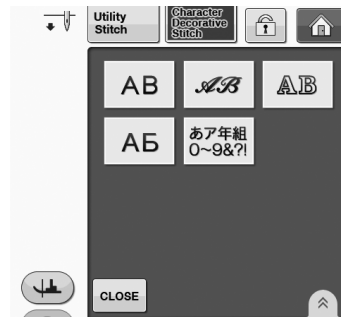 Utility
Stitch
Character
Decorative
Stitch
AB
AB
AB
АБ
あア年組
0~9&?!
CLOSE